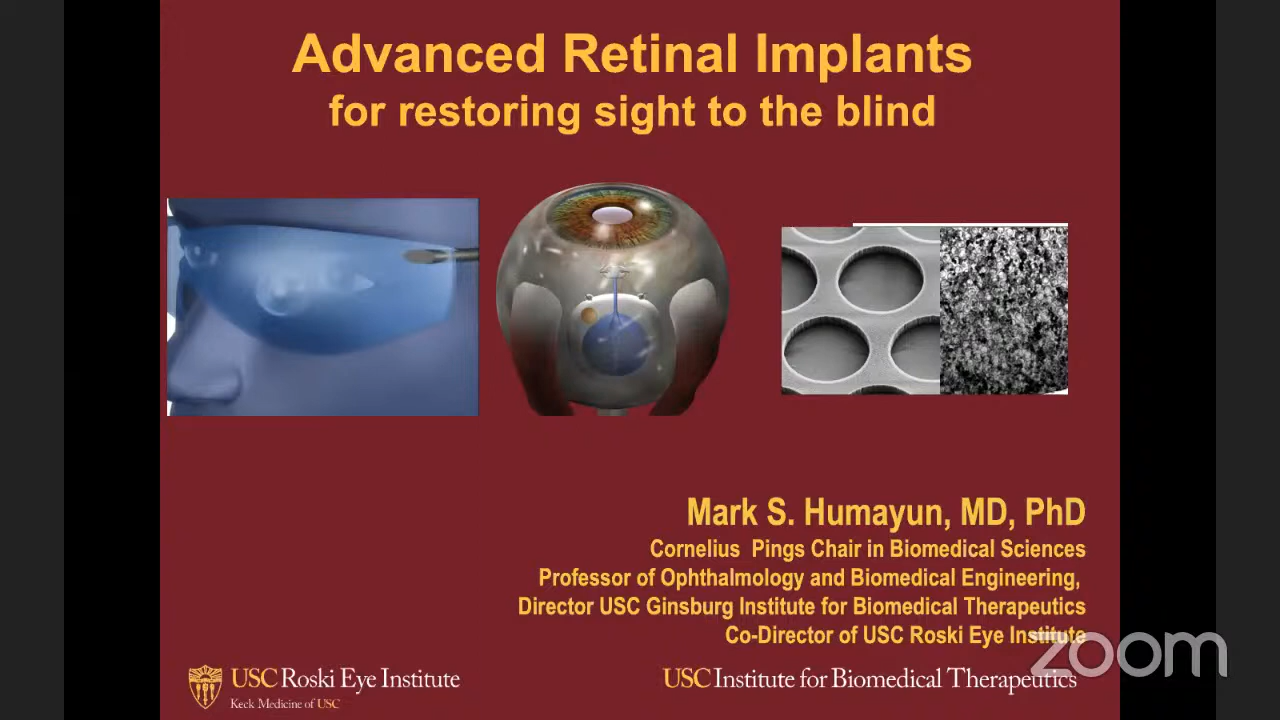 Advanced Retinal Implants
for restoring sight to the blind
Mark S. Humayun, MD, PhD
Cornelius Pings Chair in Biomedical Sciences
Professor of Ophthalmology and Biomedical Engineering,
Director USC Ginsburg Institute for Biomedical Therapeutics
Co-Director of USC Roski Eye Institute
zoom
USC Roski Eye Institute
Keck Medicine of USC
USC Institute for Biomedical Therapeutics